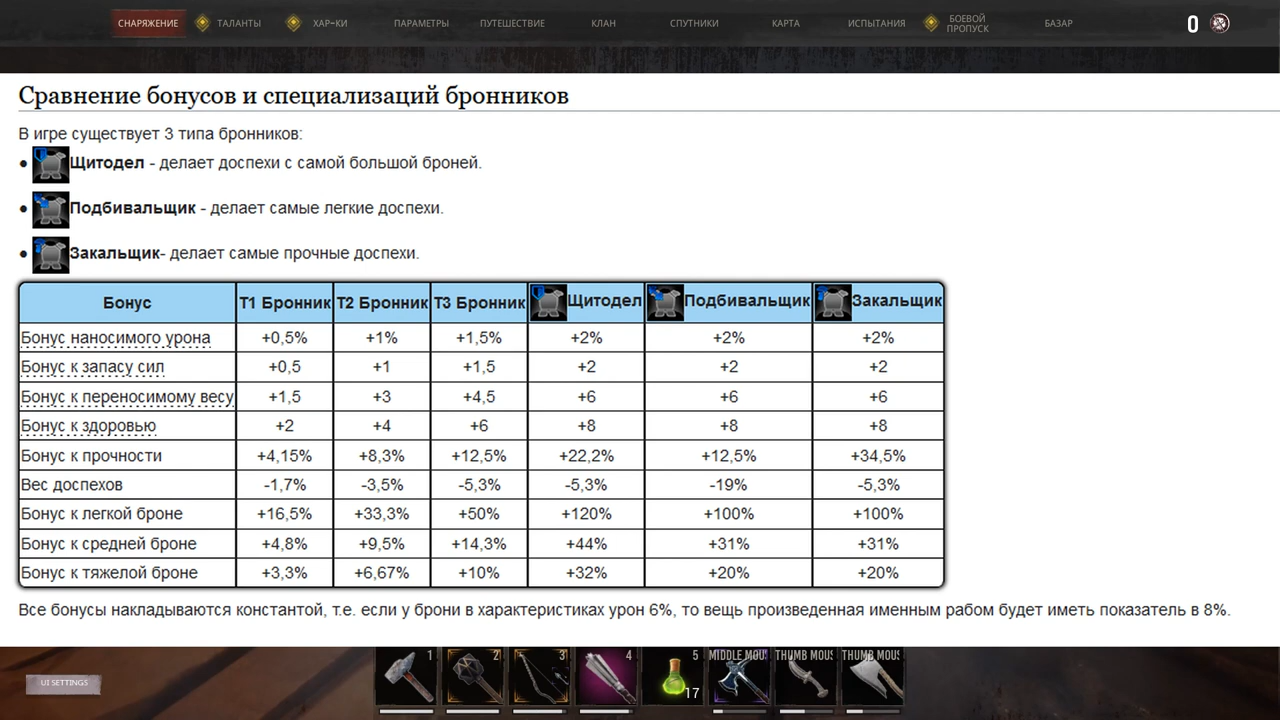 СНАРЯЖЕНИЕ ТАЛАНТЫ ХАР-КИ ПАРАМЕТРЫ ПУТЕШЕСТВИЕ КЛАН СПУТНИКИ КАРТА ИСПЫТАНИЯ БОЕВОЙ ПРОПУСК БАЗАР 0
Сравнение бонусов и специализаций бронников
В игре существует 3 типа бронников:
• Щитодел - делает доспехи с самой большой броней.
• Подбивальщик - делает самые легкие доспехи.
• Закальщик- делает самые прочные доспехи.
Бонус Т1 Бронник Т2 Бронник Т3 Бронник Щитодел Подбивальщик Закальщик
Бонус наносимого урона +0,5% +1% +1,5% +2% +2% +2%
Бонус к запасу сил +0,5 +1 +1,5 +2 +2 +2
Бонус к переносимому весу +1,5 +3 +4,5 +6 +6 +6
Бонус к здоровью +2 +4 +6 +8 +8 +8
Бонус к прочности +4,15% +8,3% +12,5% +22,2% +12,5% +34,5%
Вес доспехов -1,7% -3,5% -5,3% -5,3% -19% -5,3%
Бонус к легкой броне +16,5% +33,3% +50% +120% +100% +100%
Бонус к средней броне +4,8% +9,5% +14,3% +44% +31% +31%
Бонус к тяжелой броне +3,3% +6,67% +10% +32% +20% +20%
Все бонусы накладываются константой, т.е. если у брони в характеристиках урон 6%, то вещь произведенная именным рабом будет иметь показатель в 8%.
1 2 3 4 5 MIDDLE MOU THUMB MOUS THUMB MOUS
17
UI SETTINGS